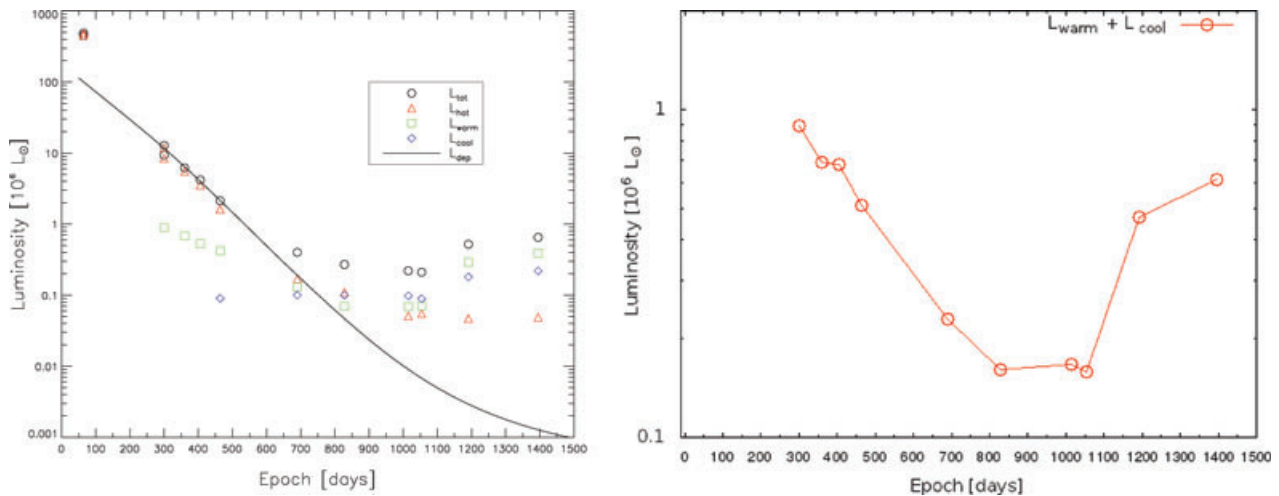 1000
100
10
1
0.1
0.01
0.001
Luminosity [10⁶ L⊙]
L_tot
L_hot
L_warm
L_cool
L_dep
0 100 200 300 400 500 600 700 800 900 1000 1100 1200 1300 1400 1500
Epoch [days]
L_warm + L_cool
1
0.1
Luminosity [10⁶ L⊙]
0 100 200 300 400 500 600 700 800 900 1000 1100 1200 1300 1400 1500
Epoch [days]